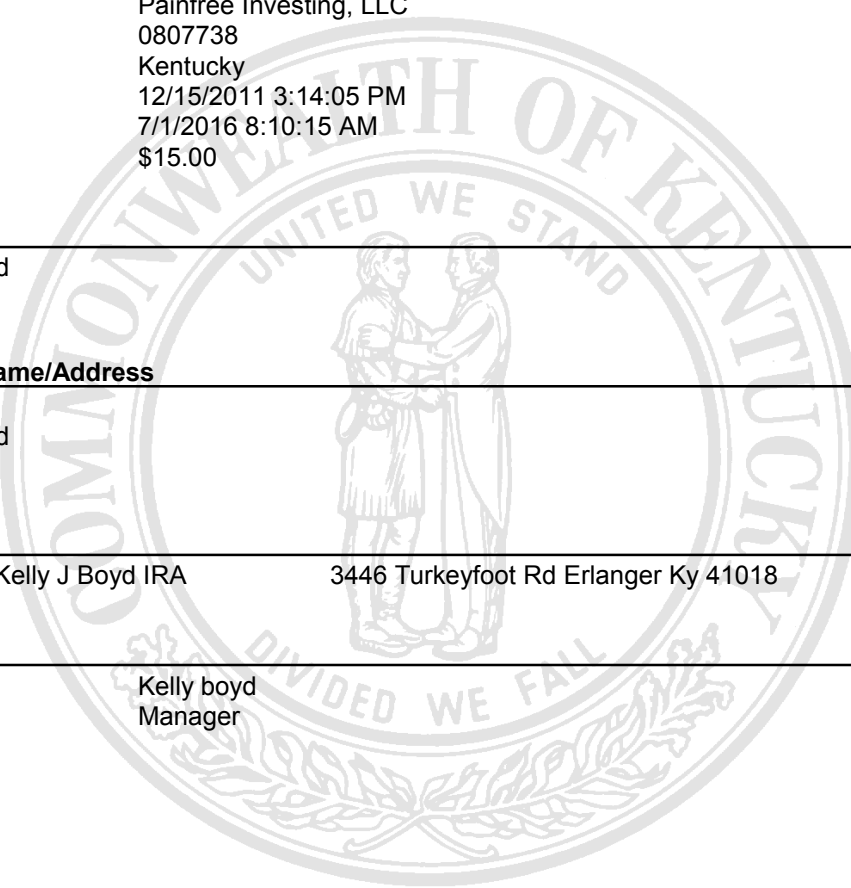 Painfree Investing, LLC
0807738
Kentucky
12/15/2011 3:14:05 PM
7/1/2016 8:10:15 AM
$15.00
COMMONWEALTH OF KENTUCKY
UNITED WE STAND
d
ame/Address
d
Kelly J Boyd IRA 3446 Turkeyfoot Rd Erlanger Ky 41018
DIVIDED WE FALL
Kelly boyd
Manager